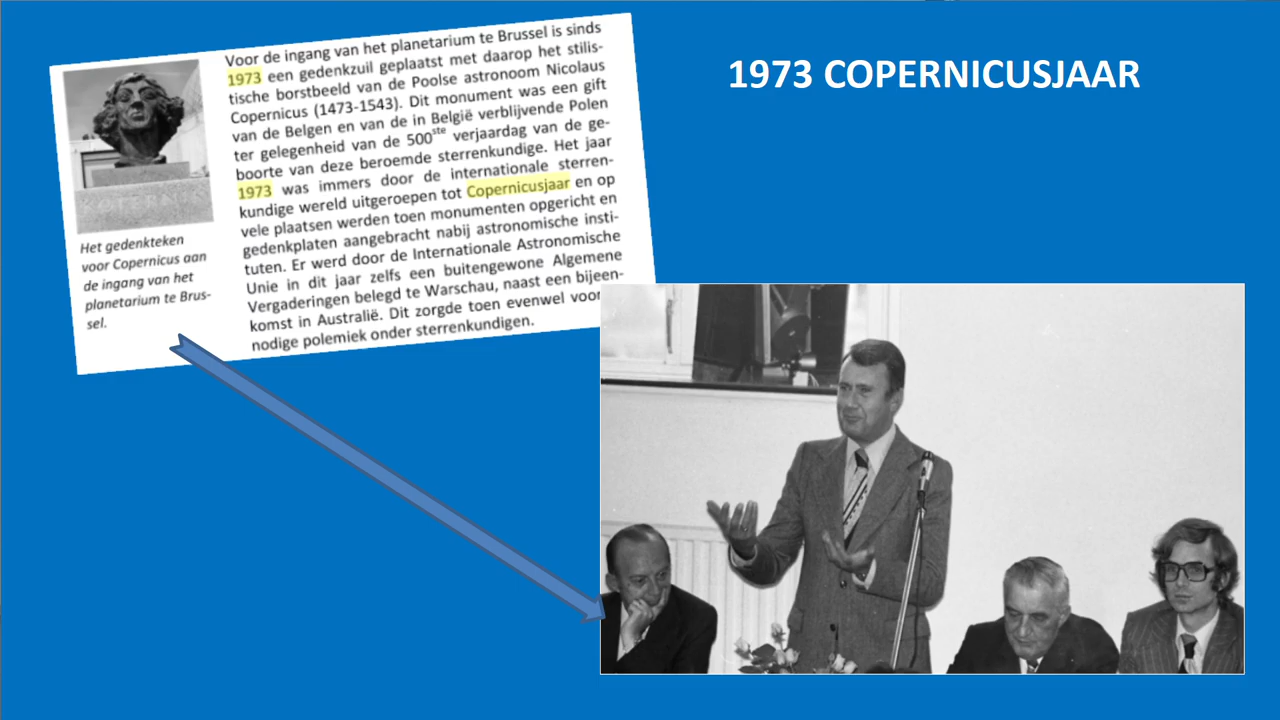 1973 COPERNICUSJAAR
Voor de ingang van het planetarium te Brussel is sinds
1973 een gedenkzuil geplaatst met daarop het stilis-
tische borstbeeld van de Poolse astronoom Nicolaus
Copernicus (1473-1543). Dit monument was een gift
van de Belgen en van de in België verblijvende Polen
ter gelegenheid van de 500ste verjaardag van de ge-
boorte van deze beroemde sterrenkundige. Het jaar
1973 was immers door de internationale sterren-
kundige wereld uitgeroepen tot Copernicusjaar en op
vele plaatsen werden toen monumenten opgericht en
gedenkplaten aangebracht nabij astronomische insti-
tuten. Er werd door de Internationale Astronomische
Unie in dit jaar zelfs een buitengewone Algemene
Vergaderingen belegd te Warschau, naast een bijeen-
komst in Australië. Dit zorgde toen evenwel voor
nodige polemiek onder sterrenkundigen.
KOPERNIK
Het gedenkteken
voor Copernicus aan
de ingang van het
planetarium te Brus-
sel.